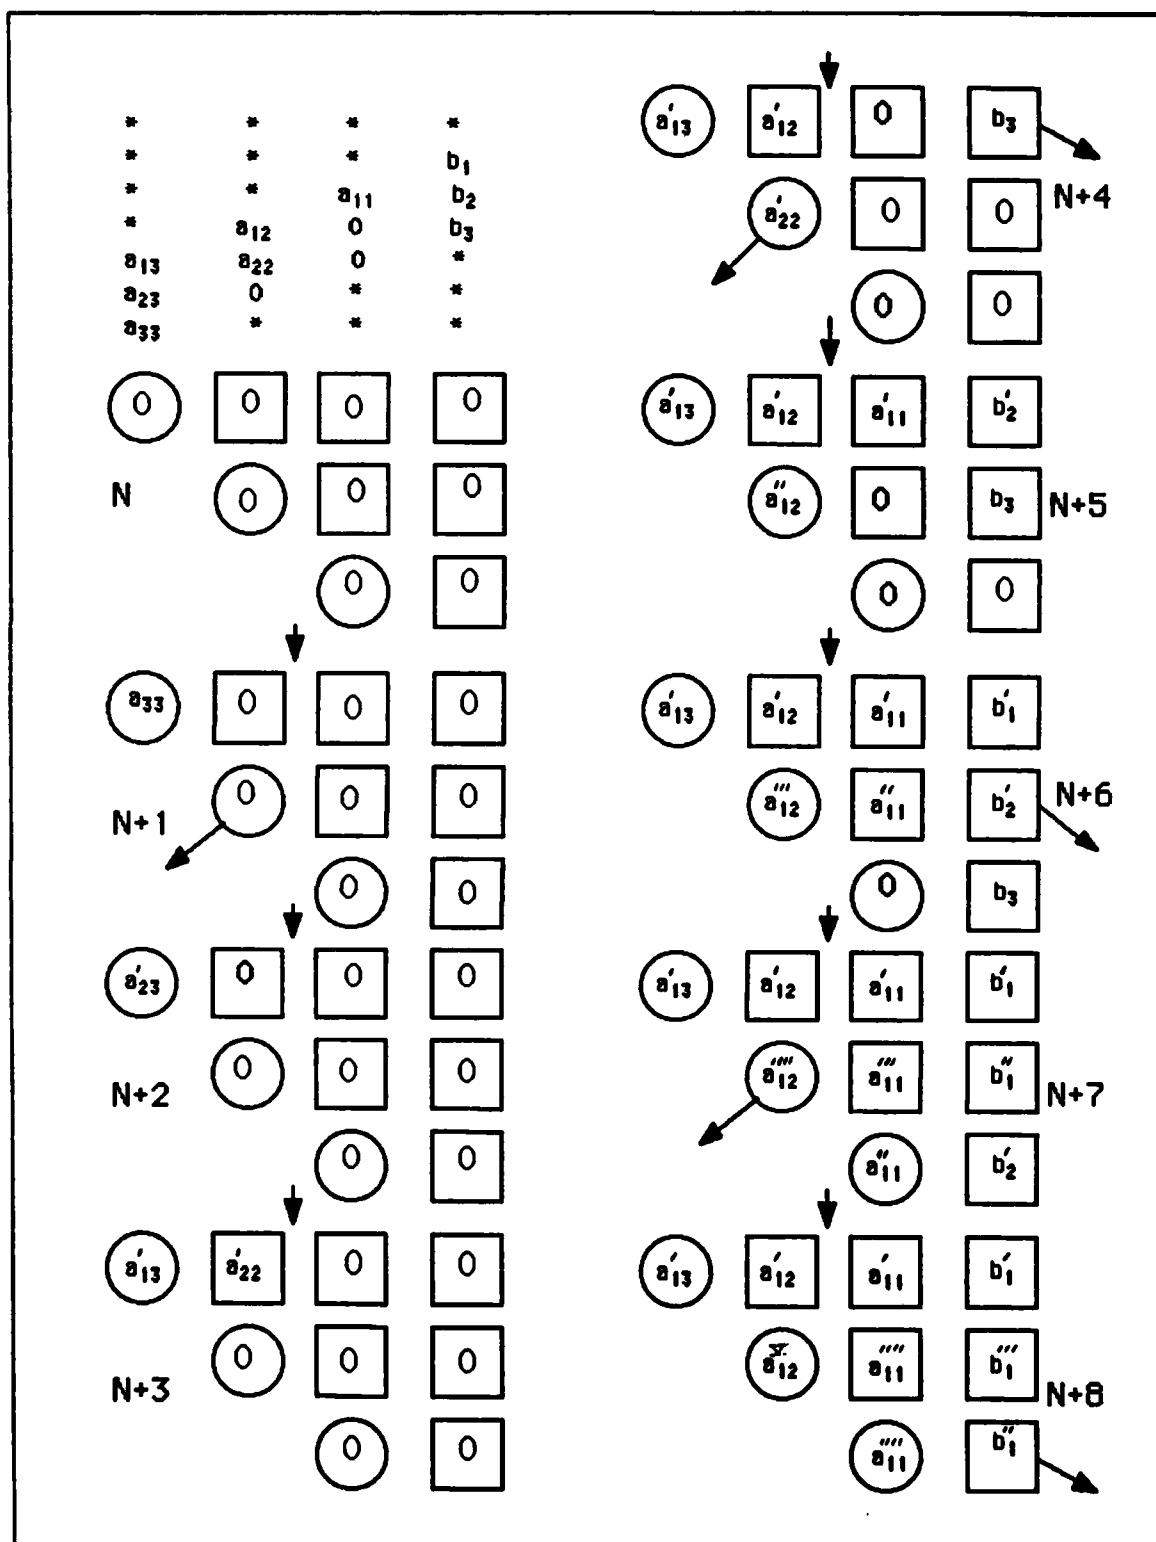 * * * *
* * * b₁
* * a₁₁ b₂
* a₁₂ 0 b₃
a₁₃ a₂₂ 0 *
a₂₃ 0 * *
a₃₃ * * *
0 0 0 0
N 0 0 0
0 0
a₃₃ 0 0 0
N+1 0 0 0
0 0
a′₂₃ 0 0 0
N+2 0 0 0
0 0
a′₁₃ a′₂₂ 0 0
N+3 0 0 0
0 0
a′₁₃ a′₁₂ 0 b₃
a′₂₂ 0 0 N+4
0 0
a′₁₃ a′₁₂ a′₁₁ b′₂
a″₁₂ 0 b₃ N+5
0 0
a′₁₃ a′₁₂ a′₁₁ b′₁
a‴₁₂ a″₁₁ b′₂ N+6
0 b₃
a′₁₃ a′₁₂ a′₁₁ b′₁
a⁗₁₂ a‴₁₁ b″₁ N+7
a″₁₁ b′₂
a′₁₃ a′₁₂ a′₁₁ b′₁
aⱽ₁₂ a⁗₁₁ b‴₁ N+8
a⁗₁₁ b″₁